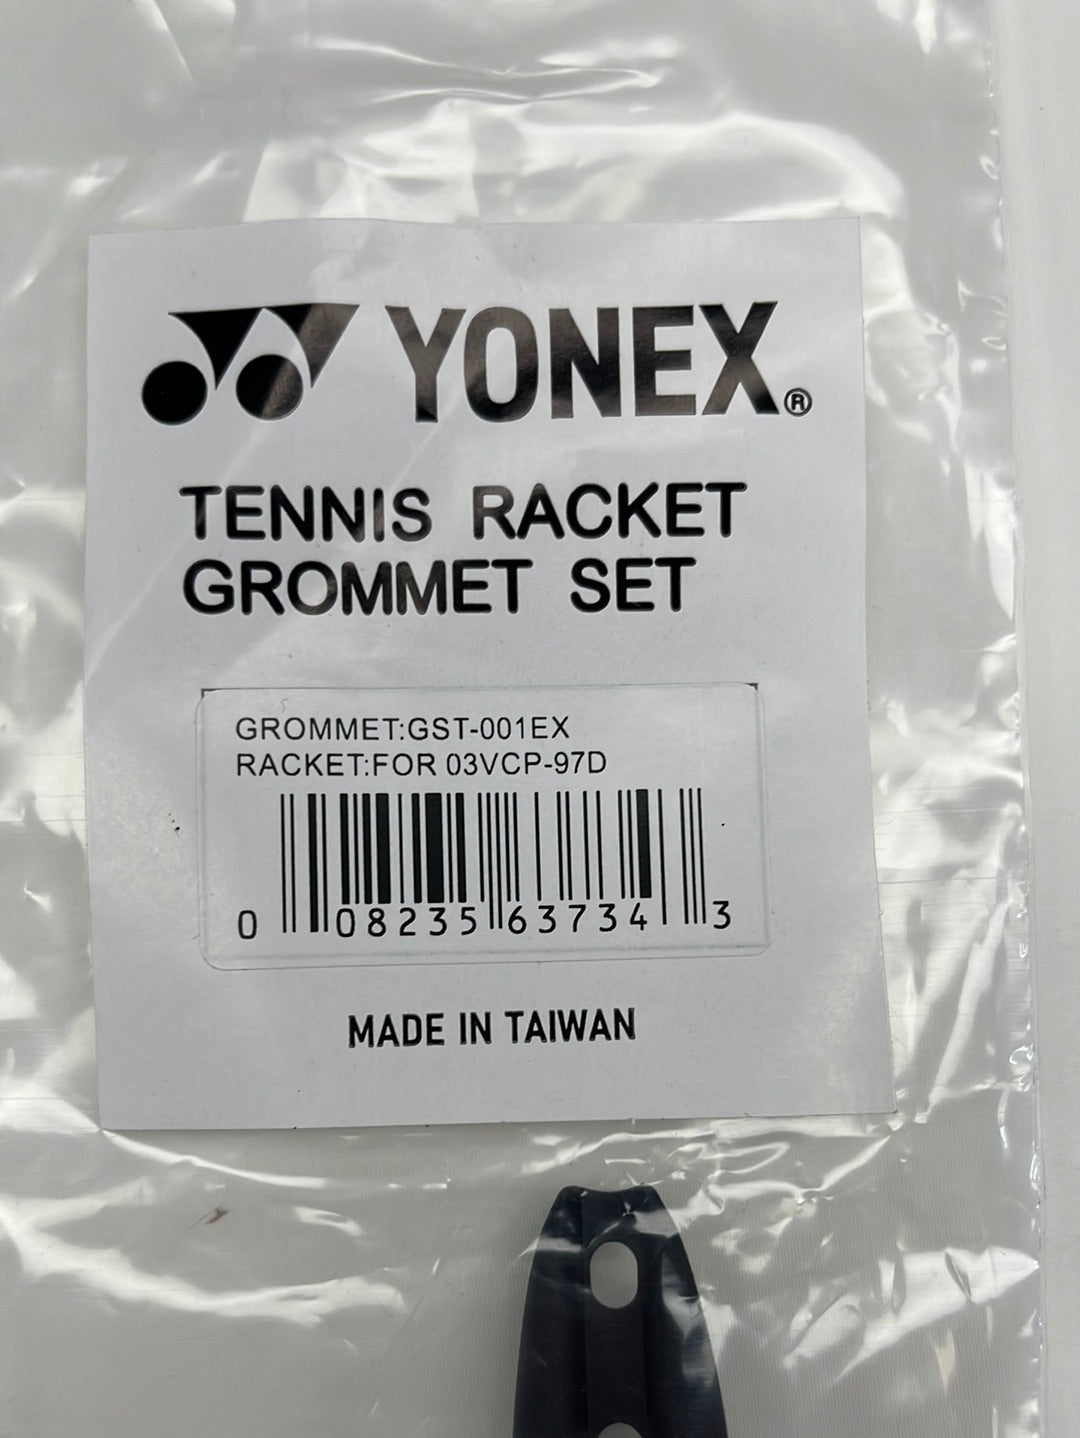 YONEX®
TENNIS RACKET
GROMMET SET
GROMMET:GST-001EX
RACKET:FOR 03VCP-97D
0 08235 63734 3
MADE IN TAIWAN